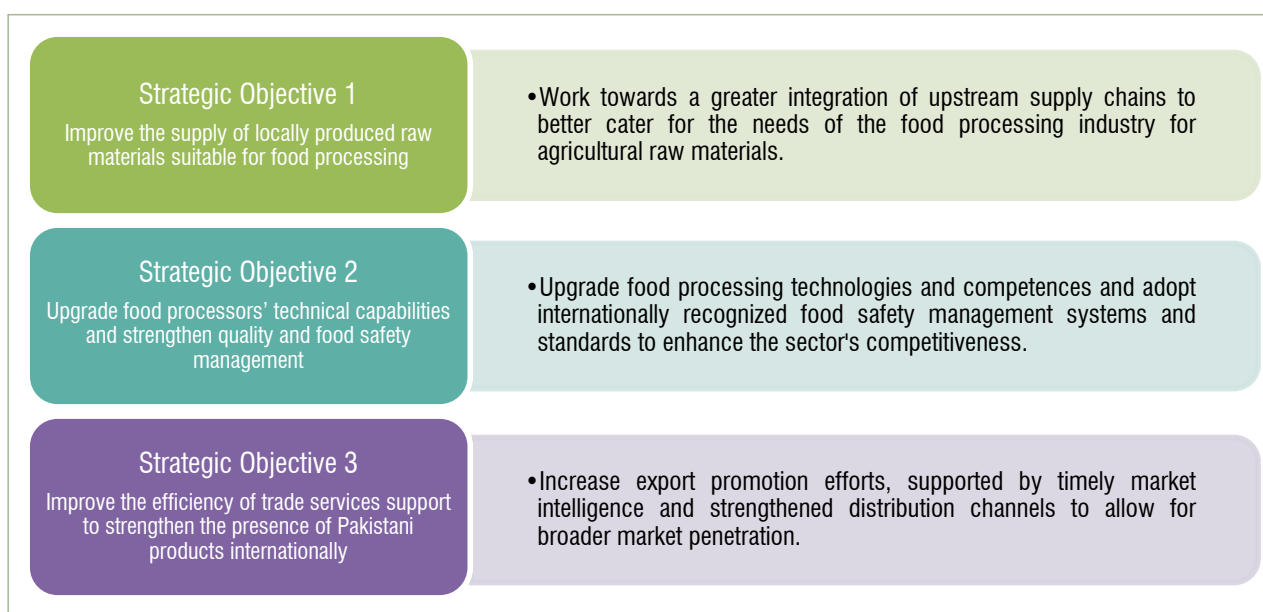 Strategic Objective 1
Improve the supply of locally produced raw
materials suitable for food processing
•Work towards a greater integration of upstream supply chains to
better cater for the needs of the food processing industry for
agricultural raw materials.
Strategic Objective 2
Upgrade food processors’ technical capabilities
and strengthen quality and food safety
management
•Upgrade food processing technologies and competences and adopt
internationally recognized food safety management systems and
standards to enhance the sector's competitiveness.
Strategic Objective 3
Improve the efficiency of trade services support
to strengthen the presence of Pakistani
products internationally
•Increase export promotion efforts, supported by timely market
intelligence and strengthened distribution channels to allow for
broader market penetration.